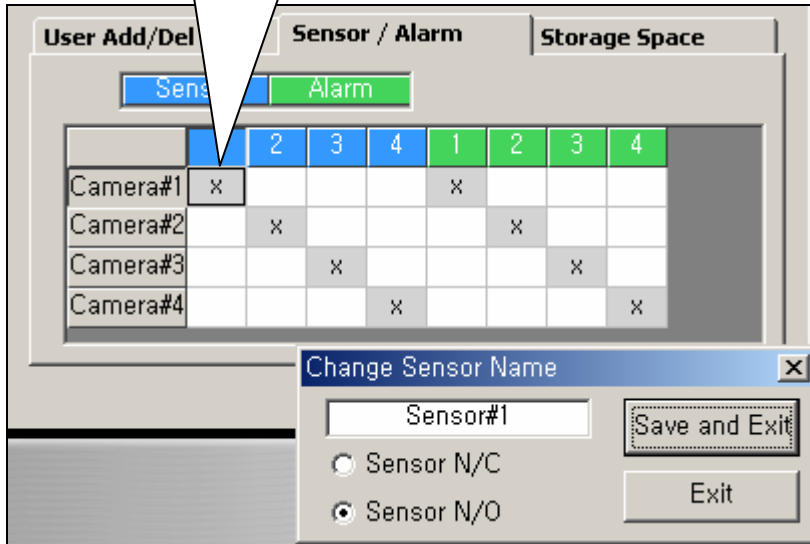 User Add/Del Sensor / Alarm Storage Space
Alarm
2 3 4 1 2 3 4
Camera#1 x x
Camera#2 x x
Camera#3 x x
Camera#4 x x
Change Sensor Name
Sensor#1
Save and Exit
Sensor N/C
Exit
Sensor N/O